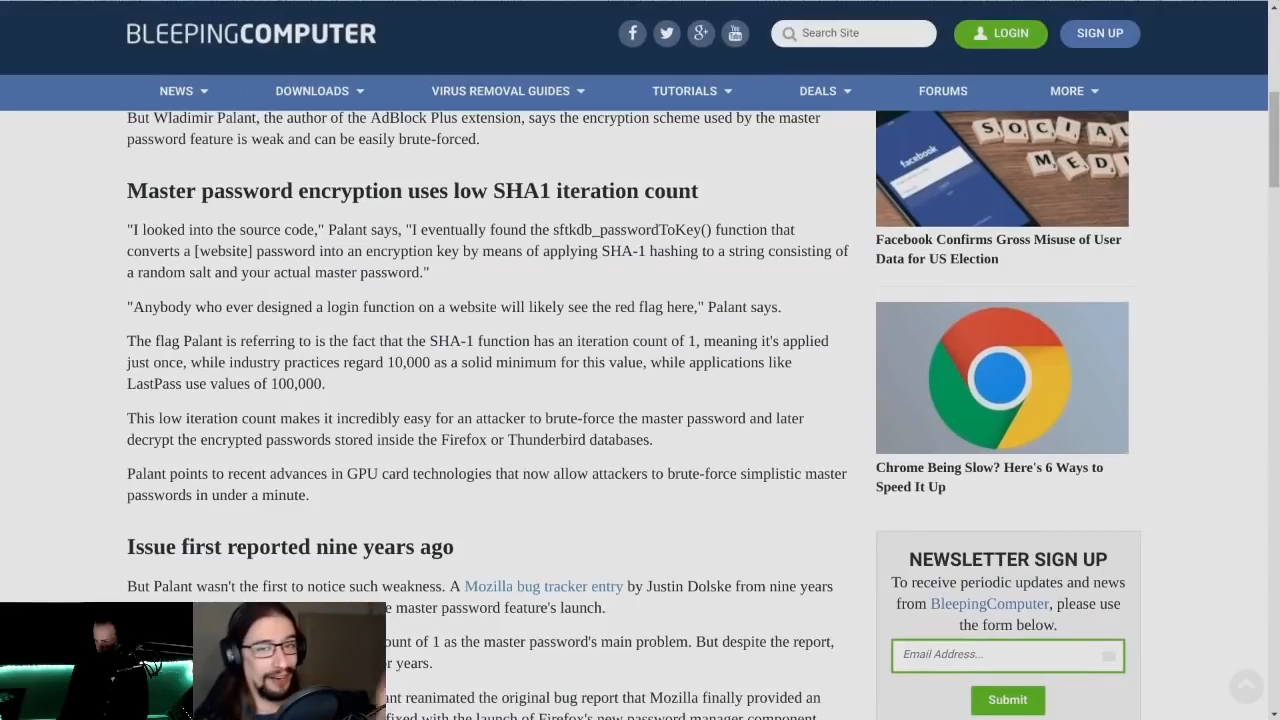 BLEEPINGCOMPUTER
Search Site
LOGIN
SIGN UP
NEWS
DOWNLOADS
VIRUS REMOVAL GUIDES
TUTORIALS
DEALS
FORUMS
MORE
But Wladimir Palant, the author of the AdBlock Plus extension, says the encryption scheme used by the master
password feature is weak and can be easily brute-forced.
Master password encryption uses low SHA1 iteration count
"I looked into the source code," Palant says, "I eventually found the sftkdb_passwordToKey() function that
converts a [website] password into an encryption key by means of applying SHA-1 hashing to a string consisting of
a random salt and your actual master password."
"Anybody who ever designed a login function on a website will likely see the red flag here," Palant says.
The flag Palant is referring to is the fact that the SHA-1 function has an iteration count of 1, meaning it's applied
just once, while industry practices regard 10,000 as a solid minimum for this value, while applications like
LastPass use values of 100,000.
This low iteration count makes it incredibly easy for an attacker to brute-force the master password and later
decrypt the encrypted passwords stored inside the Firefox or Thunderbird databases.
Palant points to recent advances in GPU card technologies that now allow attackers to brute-force simplistic master
passwords in under a minute.
Issue first reported nine years ago
But Palant wasn't the first to notice such weakness. A Mozilla bug tracker entry by Justin Dolske from nine years
master password feature's launch.
of 1 as the master password's main problem. But despite the report,
years.
reanimated the original bug report that Mozilla finally provided an
fixed with the launch of Firefox's new password manager component
facebook
SOCIAL
MEDI
Facebook Confirms Gross Misuse of User
Data for US Election
Chrome Being Slow? Here's 6 Ways to
Speed It Up
NEWSLETTER SIGN UP
To receive periodic updates and news
from BleepingComputer, please use
the form below.
Email Address...
Submit